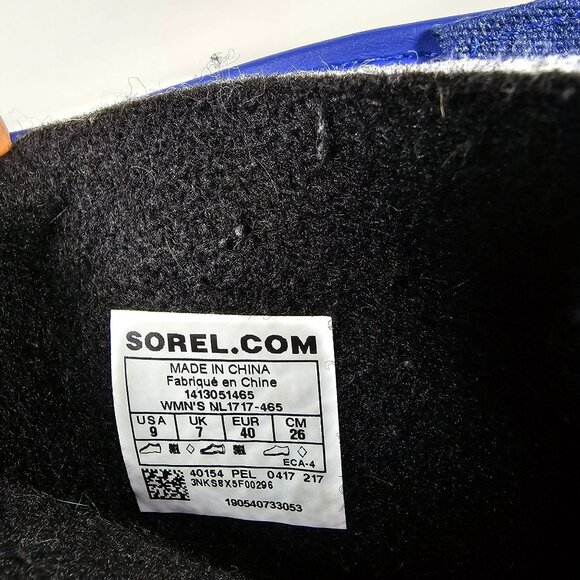 SOREL.COM
MADE IN CHINA
Fabriqué en Chine
1413051465
WMN'S NL1717-465
USA UK EUR CM
9 7 40 26
ECA-4
40154 PEL 0417 217
3NKS8X5F00296
190540733053